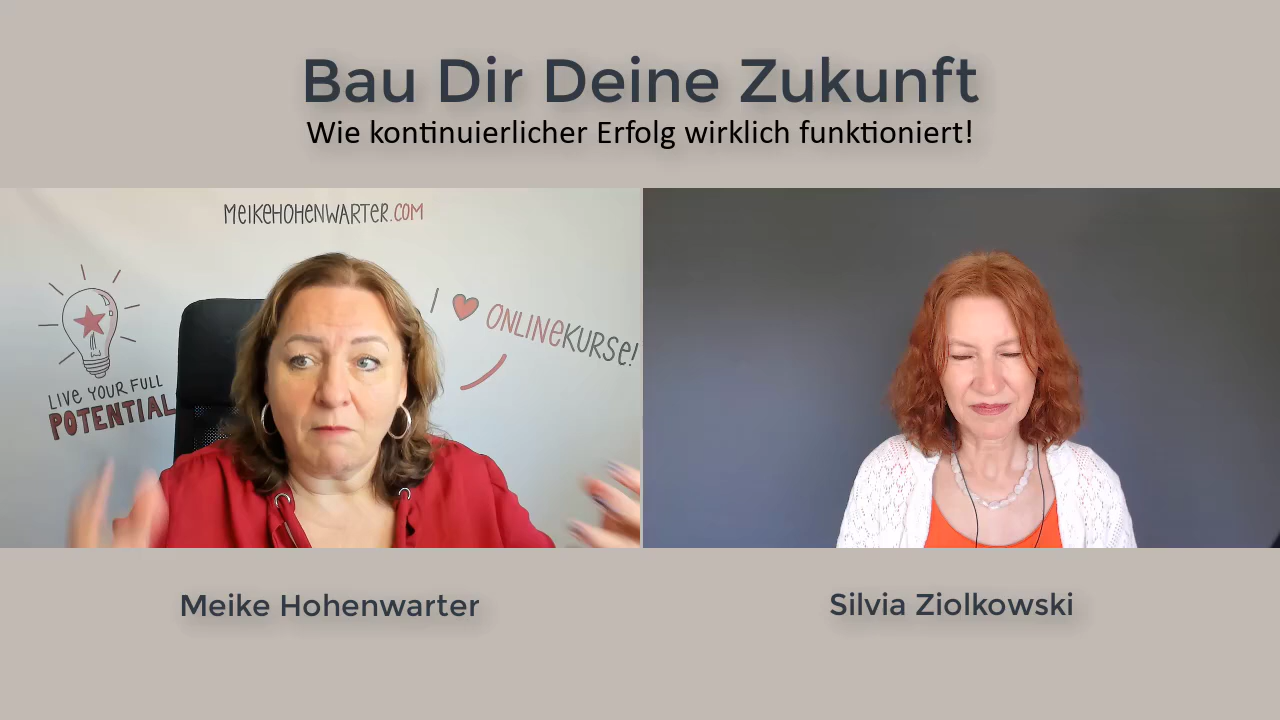 Bau Dir Deine Zukunft
Wie kontinuierlicher Erfolg wirklich funktioniert!
MEIKEHOHENWARTER.COM
I ❤ ONLINEKURSE!
LIVE YOUR FULL
POTENTIAL
Meike Hohenwarter
Silvia Ziolkowski